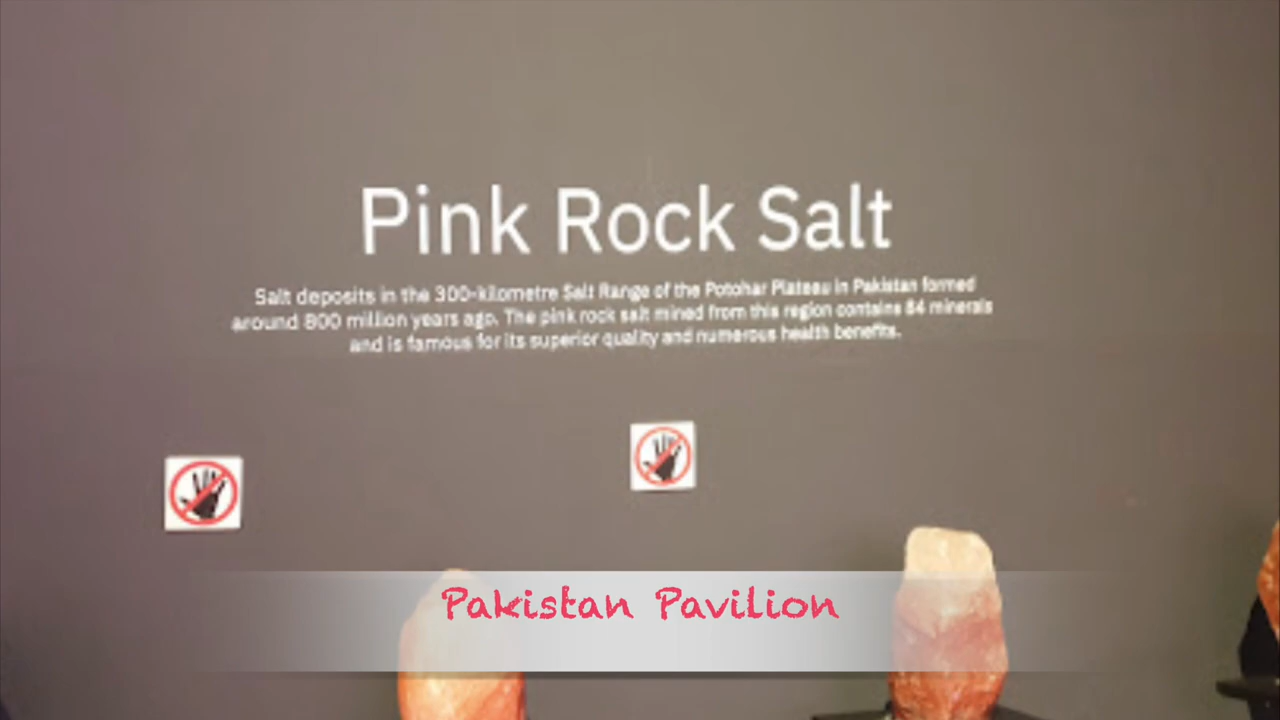 Pink Rock Salt
Salt deposits in the 300-kilometre Salt Range of the Potohar Plateau in Pakistan formed
around 800 million years ago. The pink rock salt mined from this region contains 84 minerals
and is famous for its superior quality and numerous health benefits.
Pakistan Pavilion